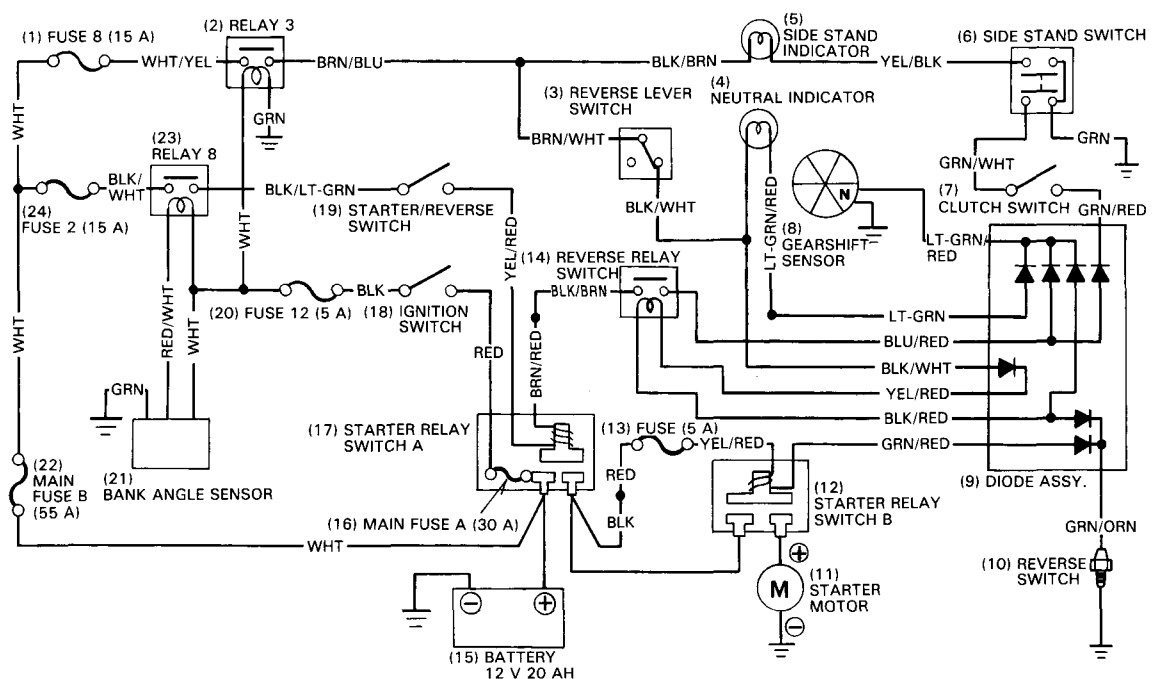 (1) FUSE 8 (15 A)
(2) RELAY 3
(5)
SIDE STAND
INDICATOR
(6) SIDE STAND SWITCH
WHT/YEL
BRN/BLU
BLK/BRN
YEL/BLK
(4)
NEUTRAL INDICATOR
(3) REVERSE LEVER
SWITCH
WHT
GRN
BRN/WHT
GRN
(23)
RELAY 8
GRN/WHT
N
(7)
CLUTCH SWITCH
BLK/
WHT
BLK/LT-GRN
BLK/WHT
LT-GRN/RED
GRN/RED
(24)
FUSE 2 (15 A)
(19) STARTER/REVERSE
SWITCH
(8)
GEARSHIFT
SENSOR
LT-GRN/
RED
WHT
YEL/RED
(14) REVERSE RELAY
SWITCH
BLK/BRN
(20) FUSE 12 (5 A)
BLK
(18) IGNITION
SWITCH
LT-GRN
WHT
RED/WHT
WHT
RED
BRN/RED
BLU/RED
BLK/WHT
YEL/RED
GRN
BLK/RED
(17) STARTER RELAY
SWITCH A
(13) FUSE (5 A)
YEL/RED
GRN/RED
(22)
MAIN
FUSE B
(55 A)
(21)
BANK ANGLE SENSOR
RED
(9) DIODE ASSY.
(12)
STARTER RELAY
SWITCH B
(16) MAIN FUSE A (30 A)
BLK
GRN/ORN
WHT
+
(10) REVERSE
SWITCH
M
(11)
STARTER
MOTOR
−
− +
(15) BATTERY
12 V 20 AH